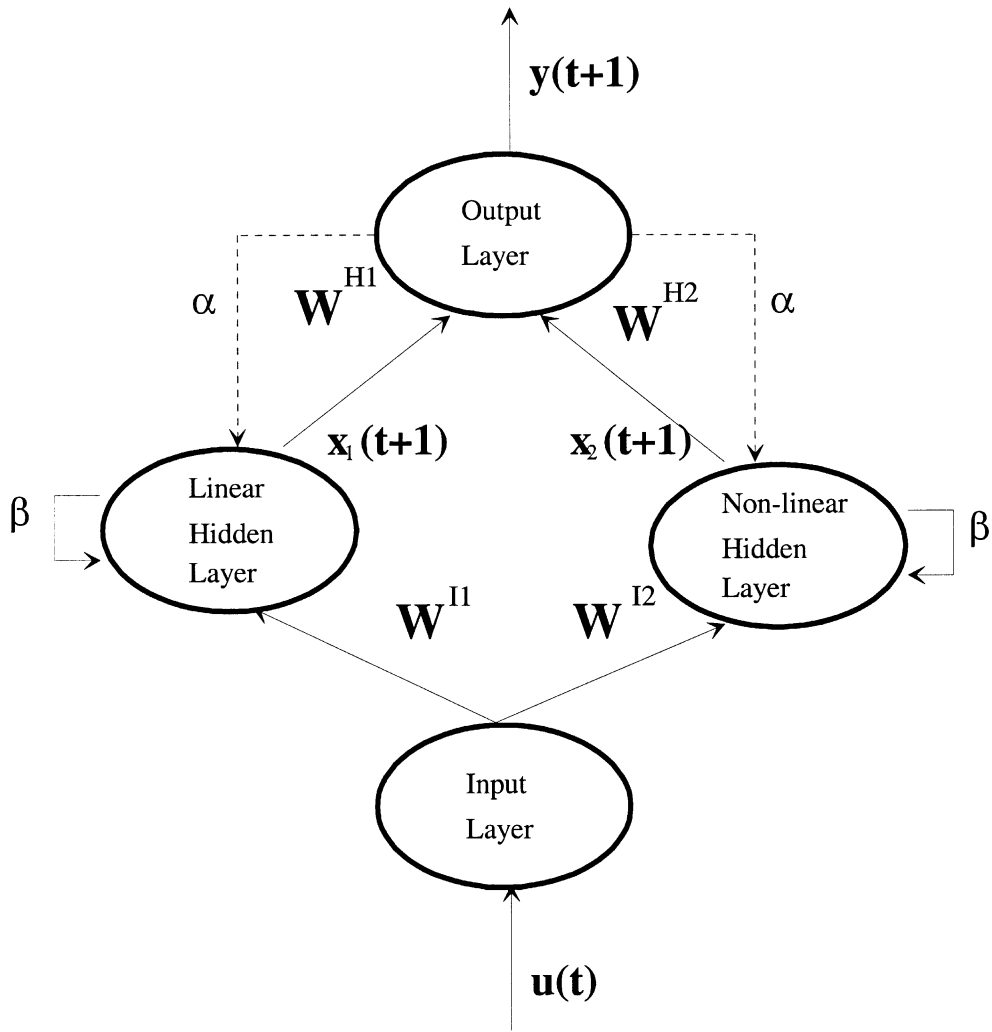 y(t+1)
Output
Layer
α
W^H1
W^H2
α
x₁(t+1)
x₂(t+1)
β
Linear
Hidden
Layer
Non-linear
Hidden
Layer
β
W^I1
W^I2
Input
Layer
u(t)